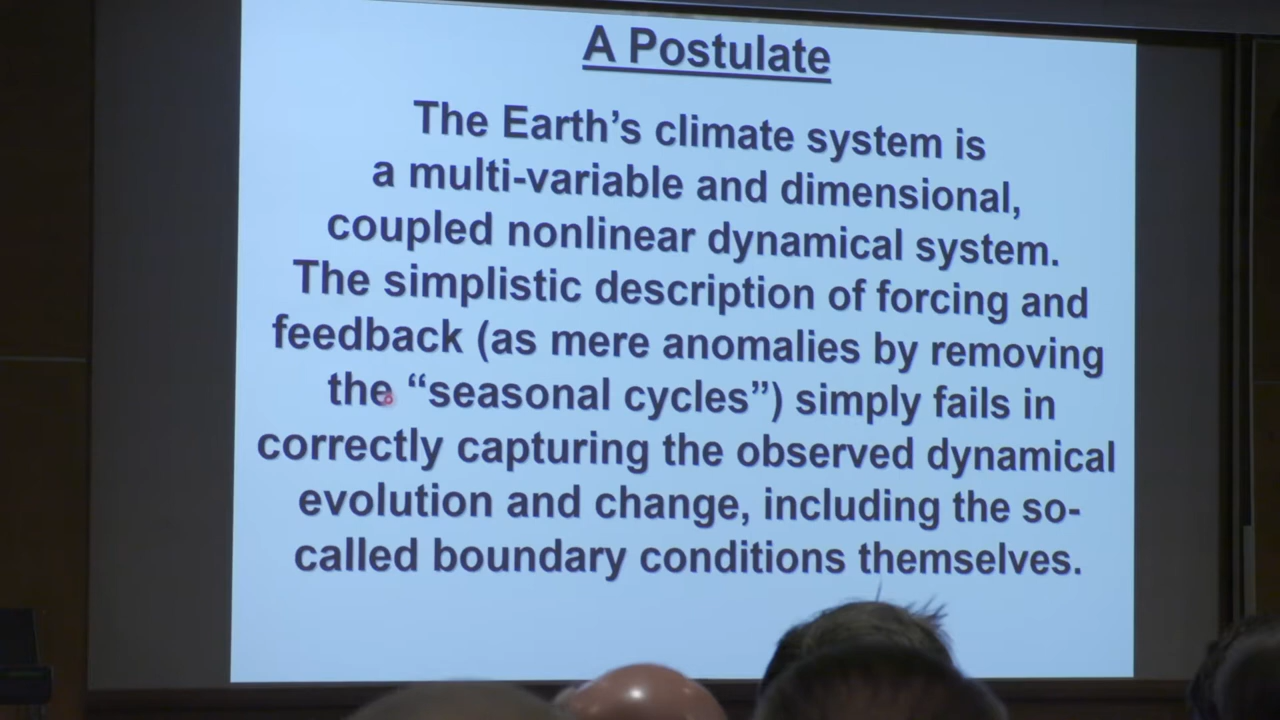 A Postulate
The Earth's climate system is
a multi-variable and dimensional,
coupled nonlinear dynamical system.
The simplistic description of forcing and
feedback (as mere anomalies by removing
the “seasonal cycles”) simply fails in
correctly capturing the observed dynamical
evolution and change, including the so-
called boundary conditions themselves.